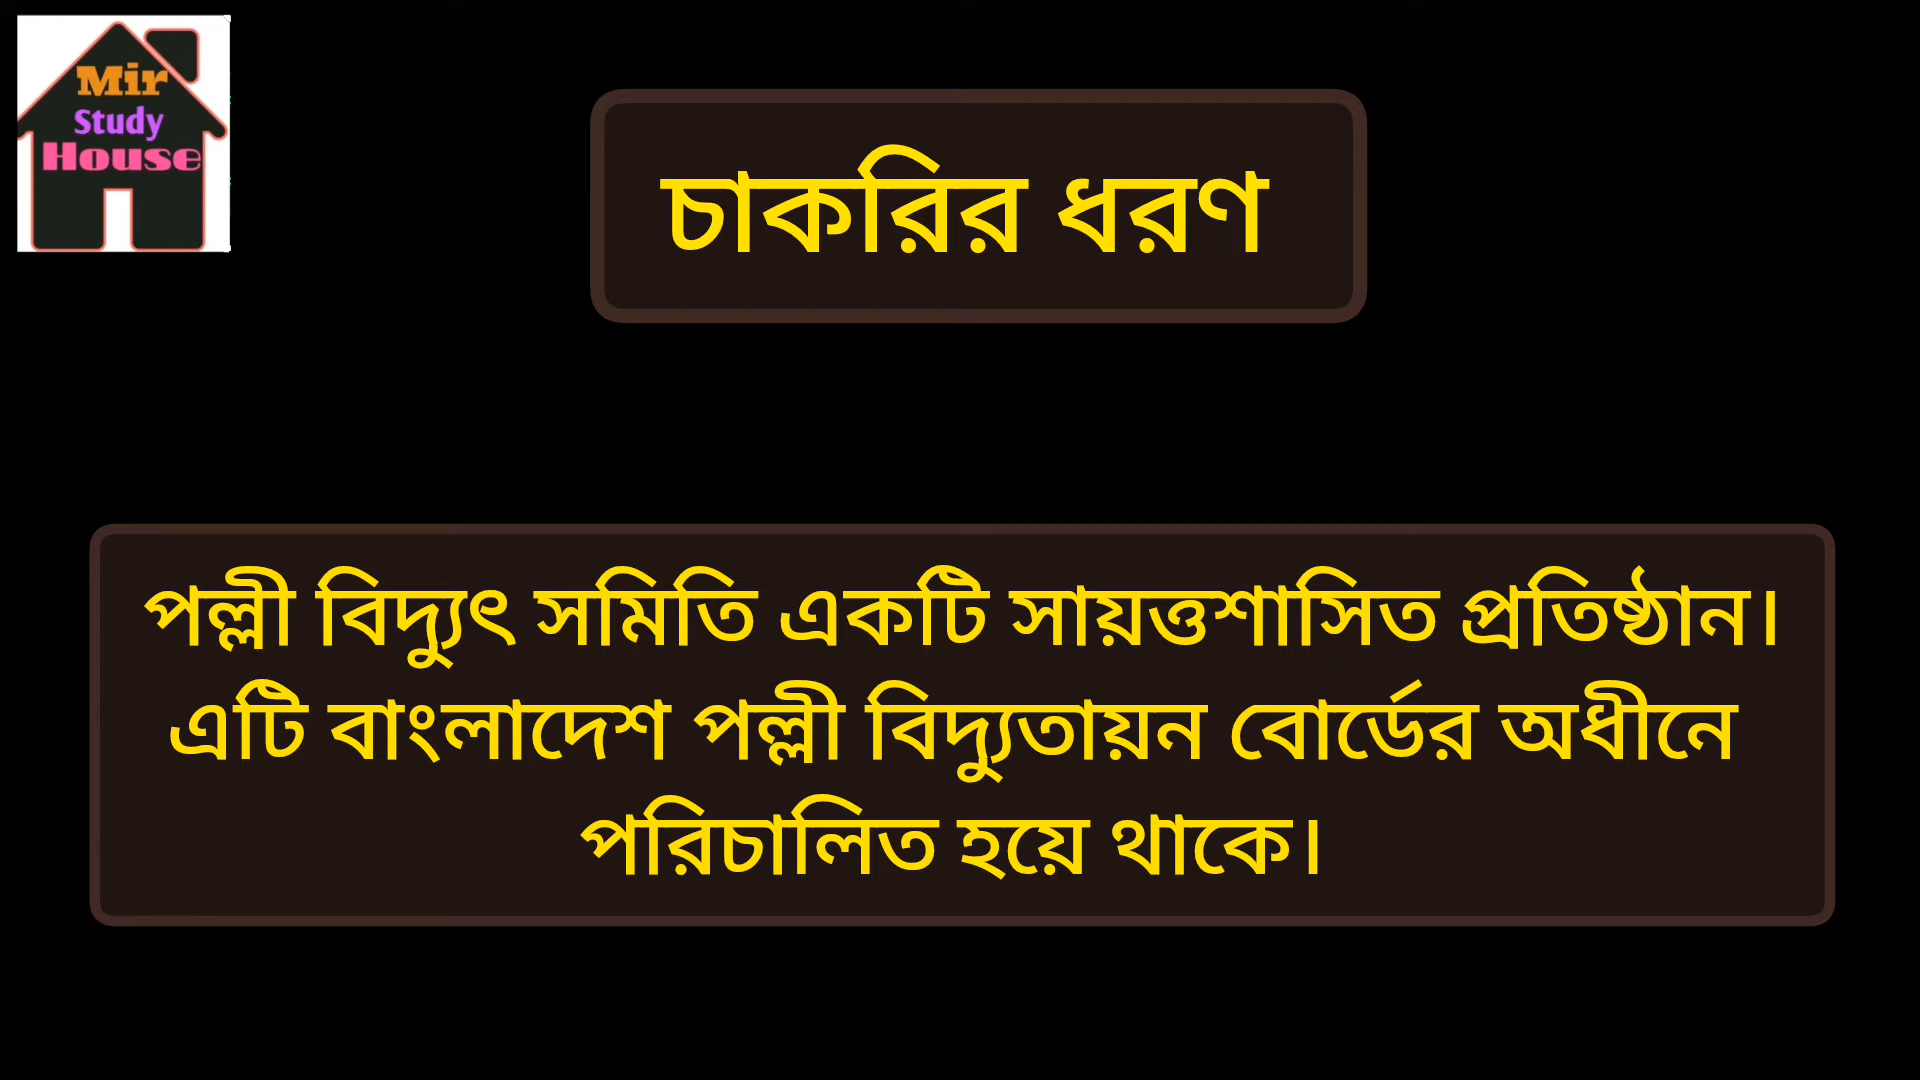 Mir
Study
House
চাকরির ধরণ
পল্লী বিদ্যুৎ সমিতি একটি সায়ত্তশাসিত প্রতিষ্ঠান।
এটি বাংলাদেশ পল্লী বিদ্যুতায়ন বোর্ডের অধীনে
পরিচালিত হয়ে থাকে।